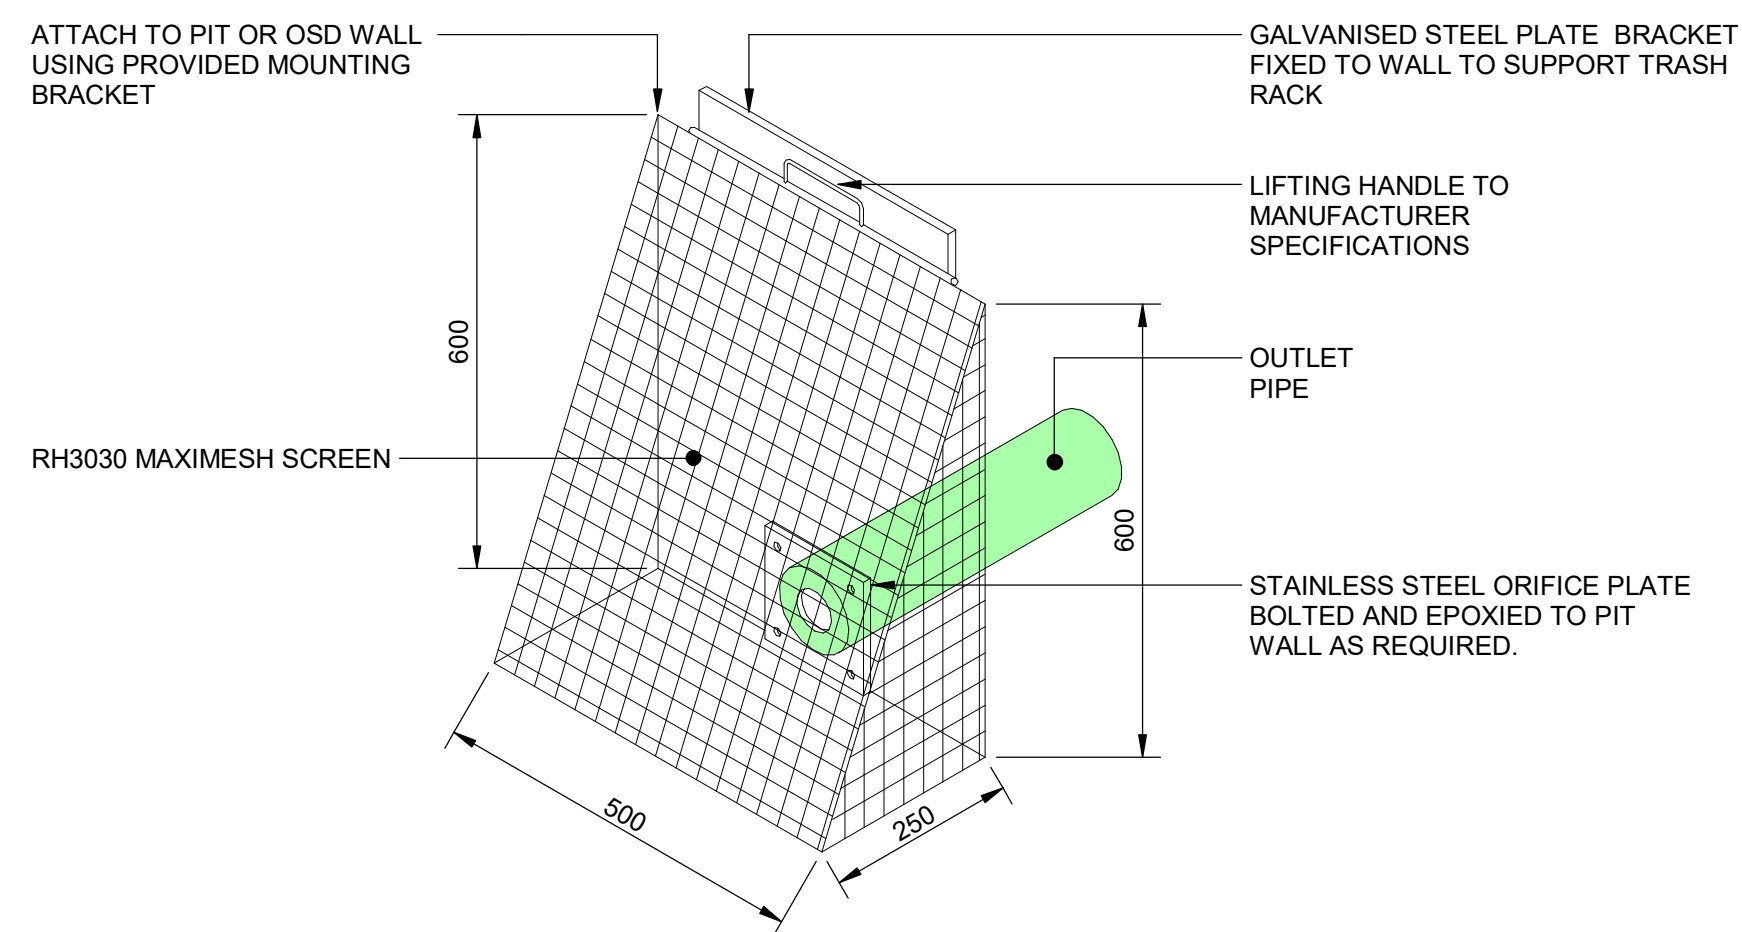 ATTACH TO PIT OR OSD WALL
USING PROVIDED MOUNTING
BRACKET
GALVANISED STEEL PLATE BRACKET
FIXED TO WALL TO SUPPORT TRASH
RACK
LIFTING HANDLE TO
MANUFACTURER
SPECIFICATIONS
600
OUTLET
PIPE
RH3030 MAXIMESH SCREEN
600
STAINLESS STEEL ORIFICE PLATE
BOLTED AND EPOXIED TO PIT
WALL AS REQUIRED.
500
250